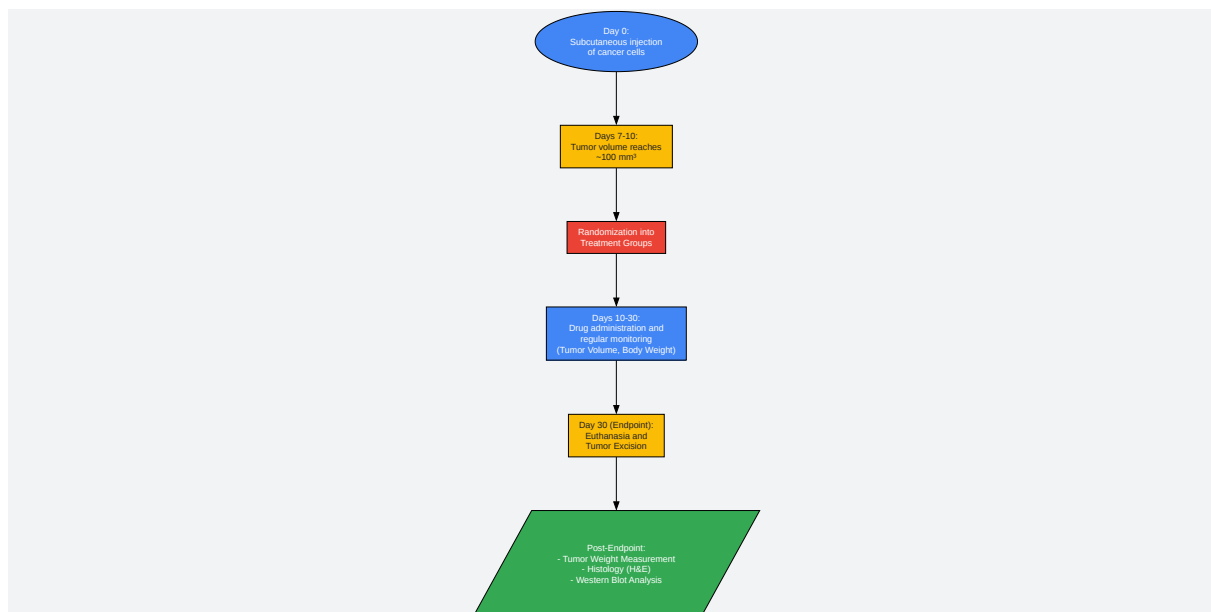 Day 0:
Subcutaneous injection
of cancer cells
Days 7-10:
Tumor volume reaches
~100 mm³
Randomization into
Treatment Groups
Days 10-30:
Drug administration and
regular monitoring
(Tumor Volume, Body Weight)
Day 30 (Endpoint):
Euthanasia and
Tumor Excision
Post-Endpoint:
- Tumor Weight Measurement
- Histology (H&E)
- Western Blot Analysis